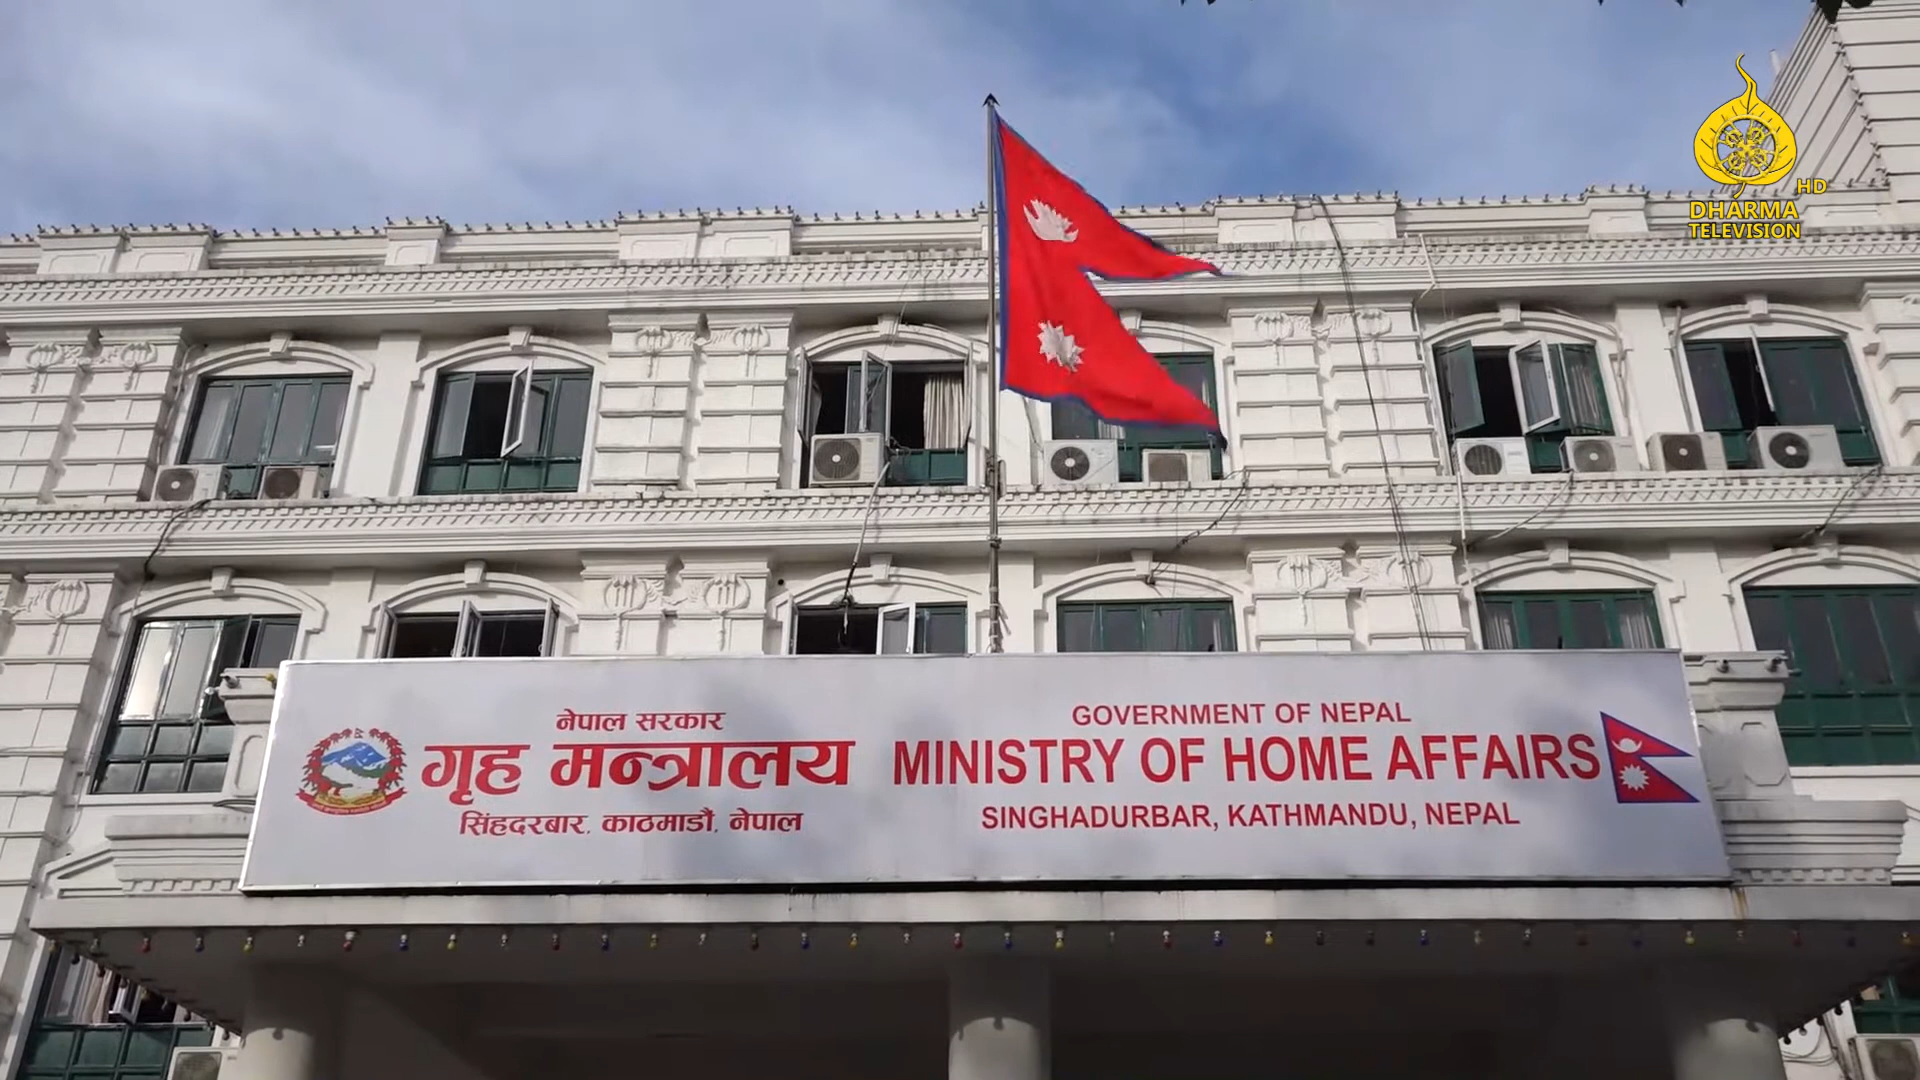 नेपाल सरकार
गृह मन्त्रालय
सिंहदरबार, काठमाडौं, नेपाल
GOVERNMENT OF NEPAL
MINISTRY OF HOME AFFAIRS
SINGHADURBAR, KATHMANDU, NEPAL
HD
DHARMA
TELEVISION